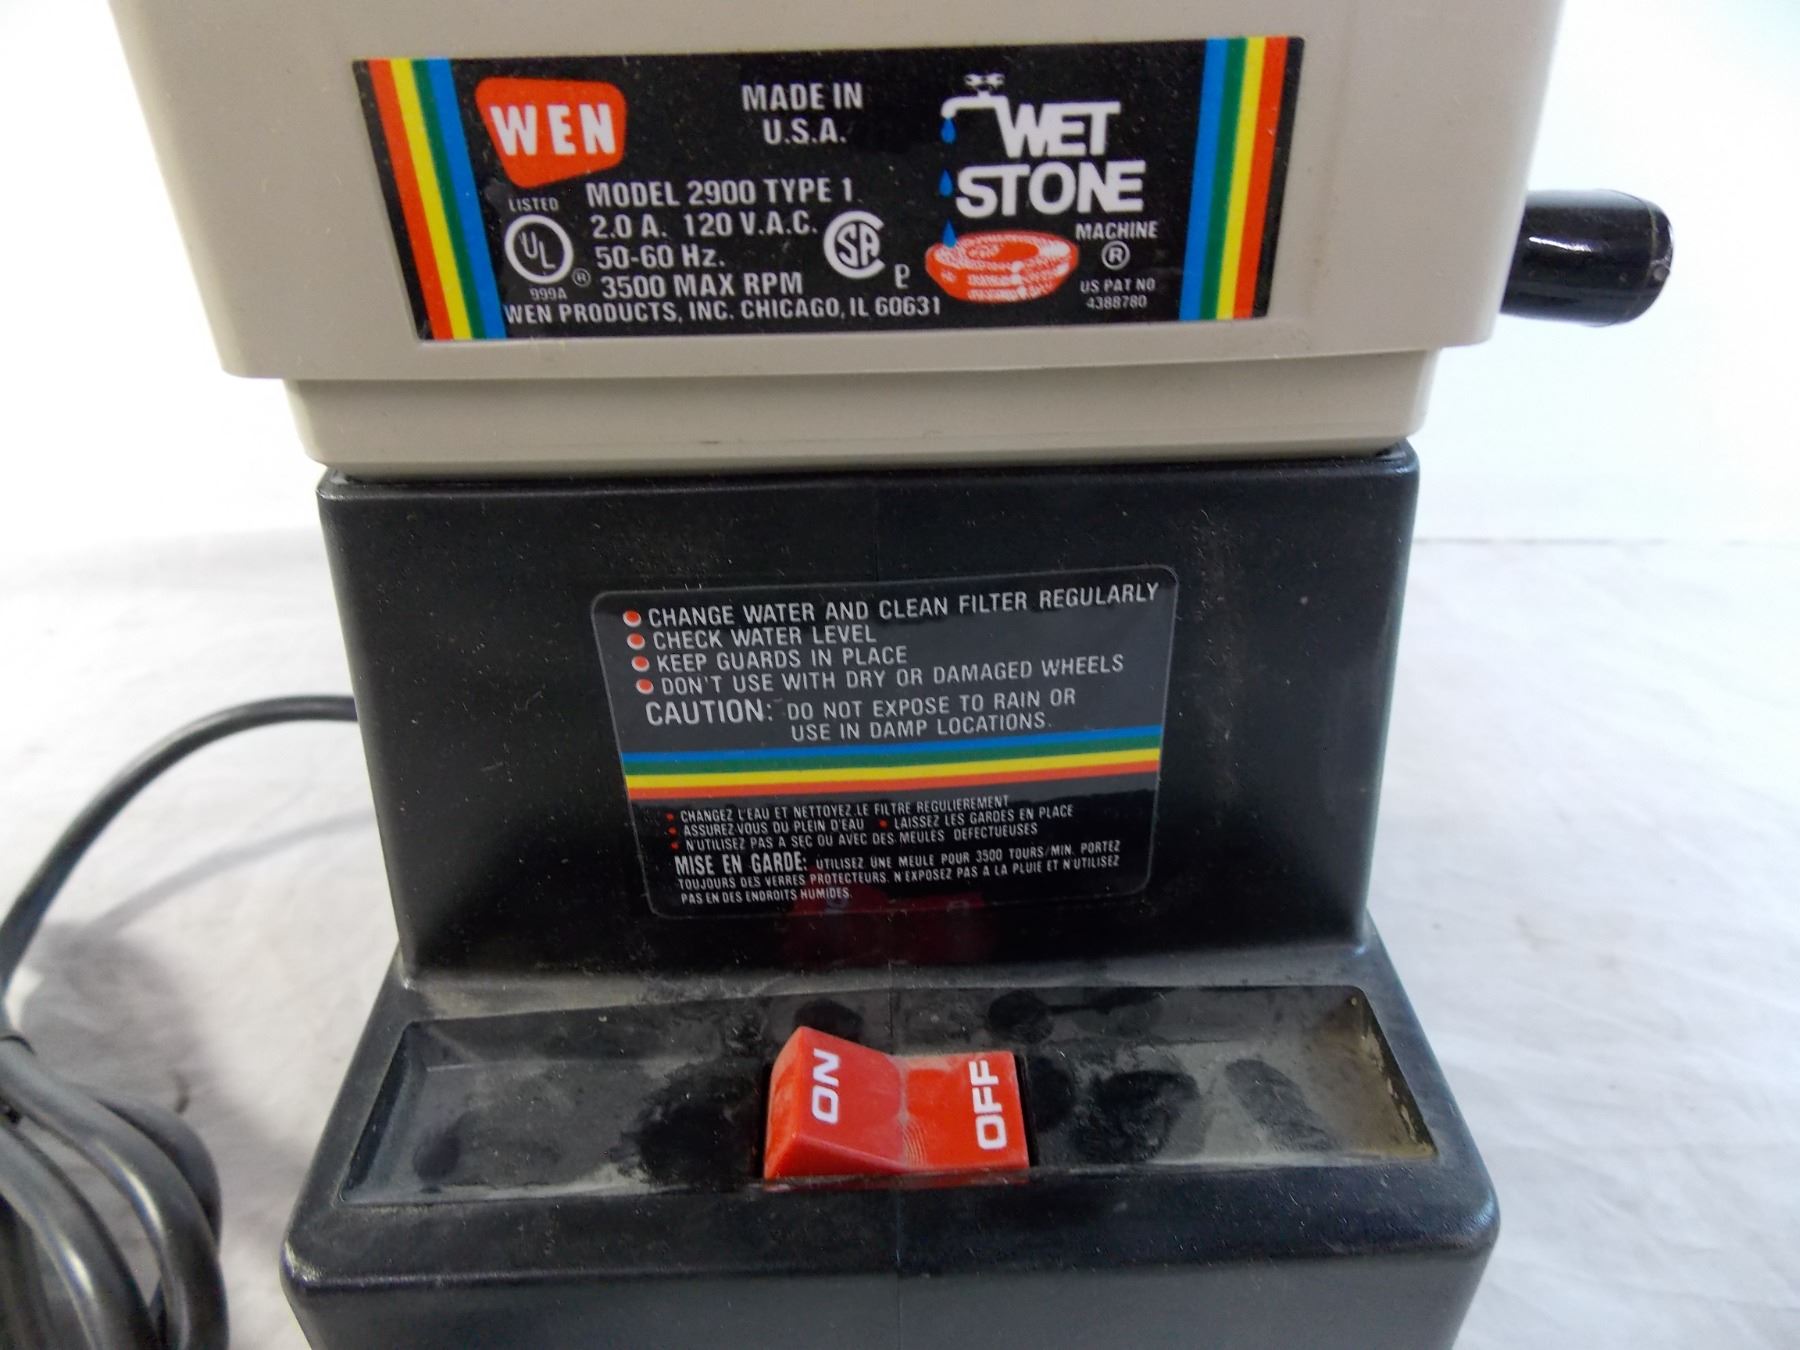 WEN
MADE IN
U.S.A.
WET
STONE
MACHINE
®
US PAT NO
4388780
LISTED
UL
®
999A
MODEL 2900 TYPE 1
2.0 A. 120 V.A.C.
50-60 Hz.
3500 MAX RPM
SA
WEN PRODUCTS, INC. CHICAGO, IL 60631
• CHANGE WATER AND CLEAN FILTER REGULARLY
• CHECK WATER LEVEL
• KEEP GUARDS IN PLACE
• DON'T USE WITH DRY OR DAMAGED WHEELS
CAUTION: DO NOT EXPOSE TO RAIN OR
USE IN DAMP LOCATIONS.
• CHANGEZ L'EAU ET NETTOYEZ.LE FILTRE REGULIEREMENT
• ASSUREZ-VOUS DU PLEIN D'EAU • LAISSEZ LES GARDES EN PLACE
• N'UTILISEZ PAS A SEC OU AVEC DES MEULES DEFECTUEUSES
MISE EN GARDE: UTILISEZ UNE MEULE POUR 3500 TOURS/MIN. PORTEZ
TOUJOURS DES VERRES PROTECTEURS. N'EXPOSEZ PAS A LA PLUIE ET N'UTILISEZ
PAS EN DES ENDROITS HUMIDES.
ON
OFF